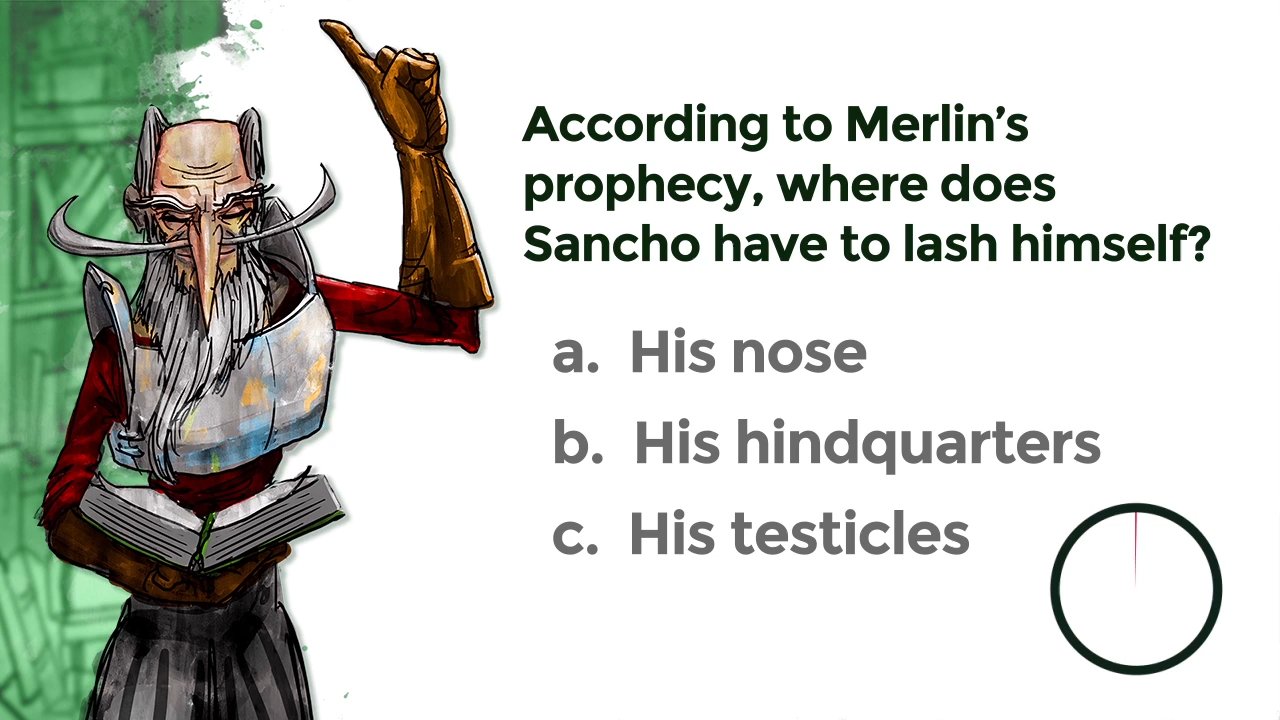 According to Merlin’s
prophecy, where does
Sancho have to lash himself?
a. His nose
b. His hindquarters
c. His testicles